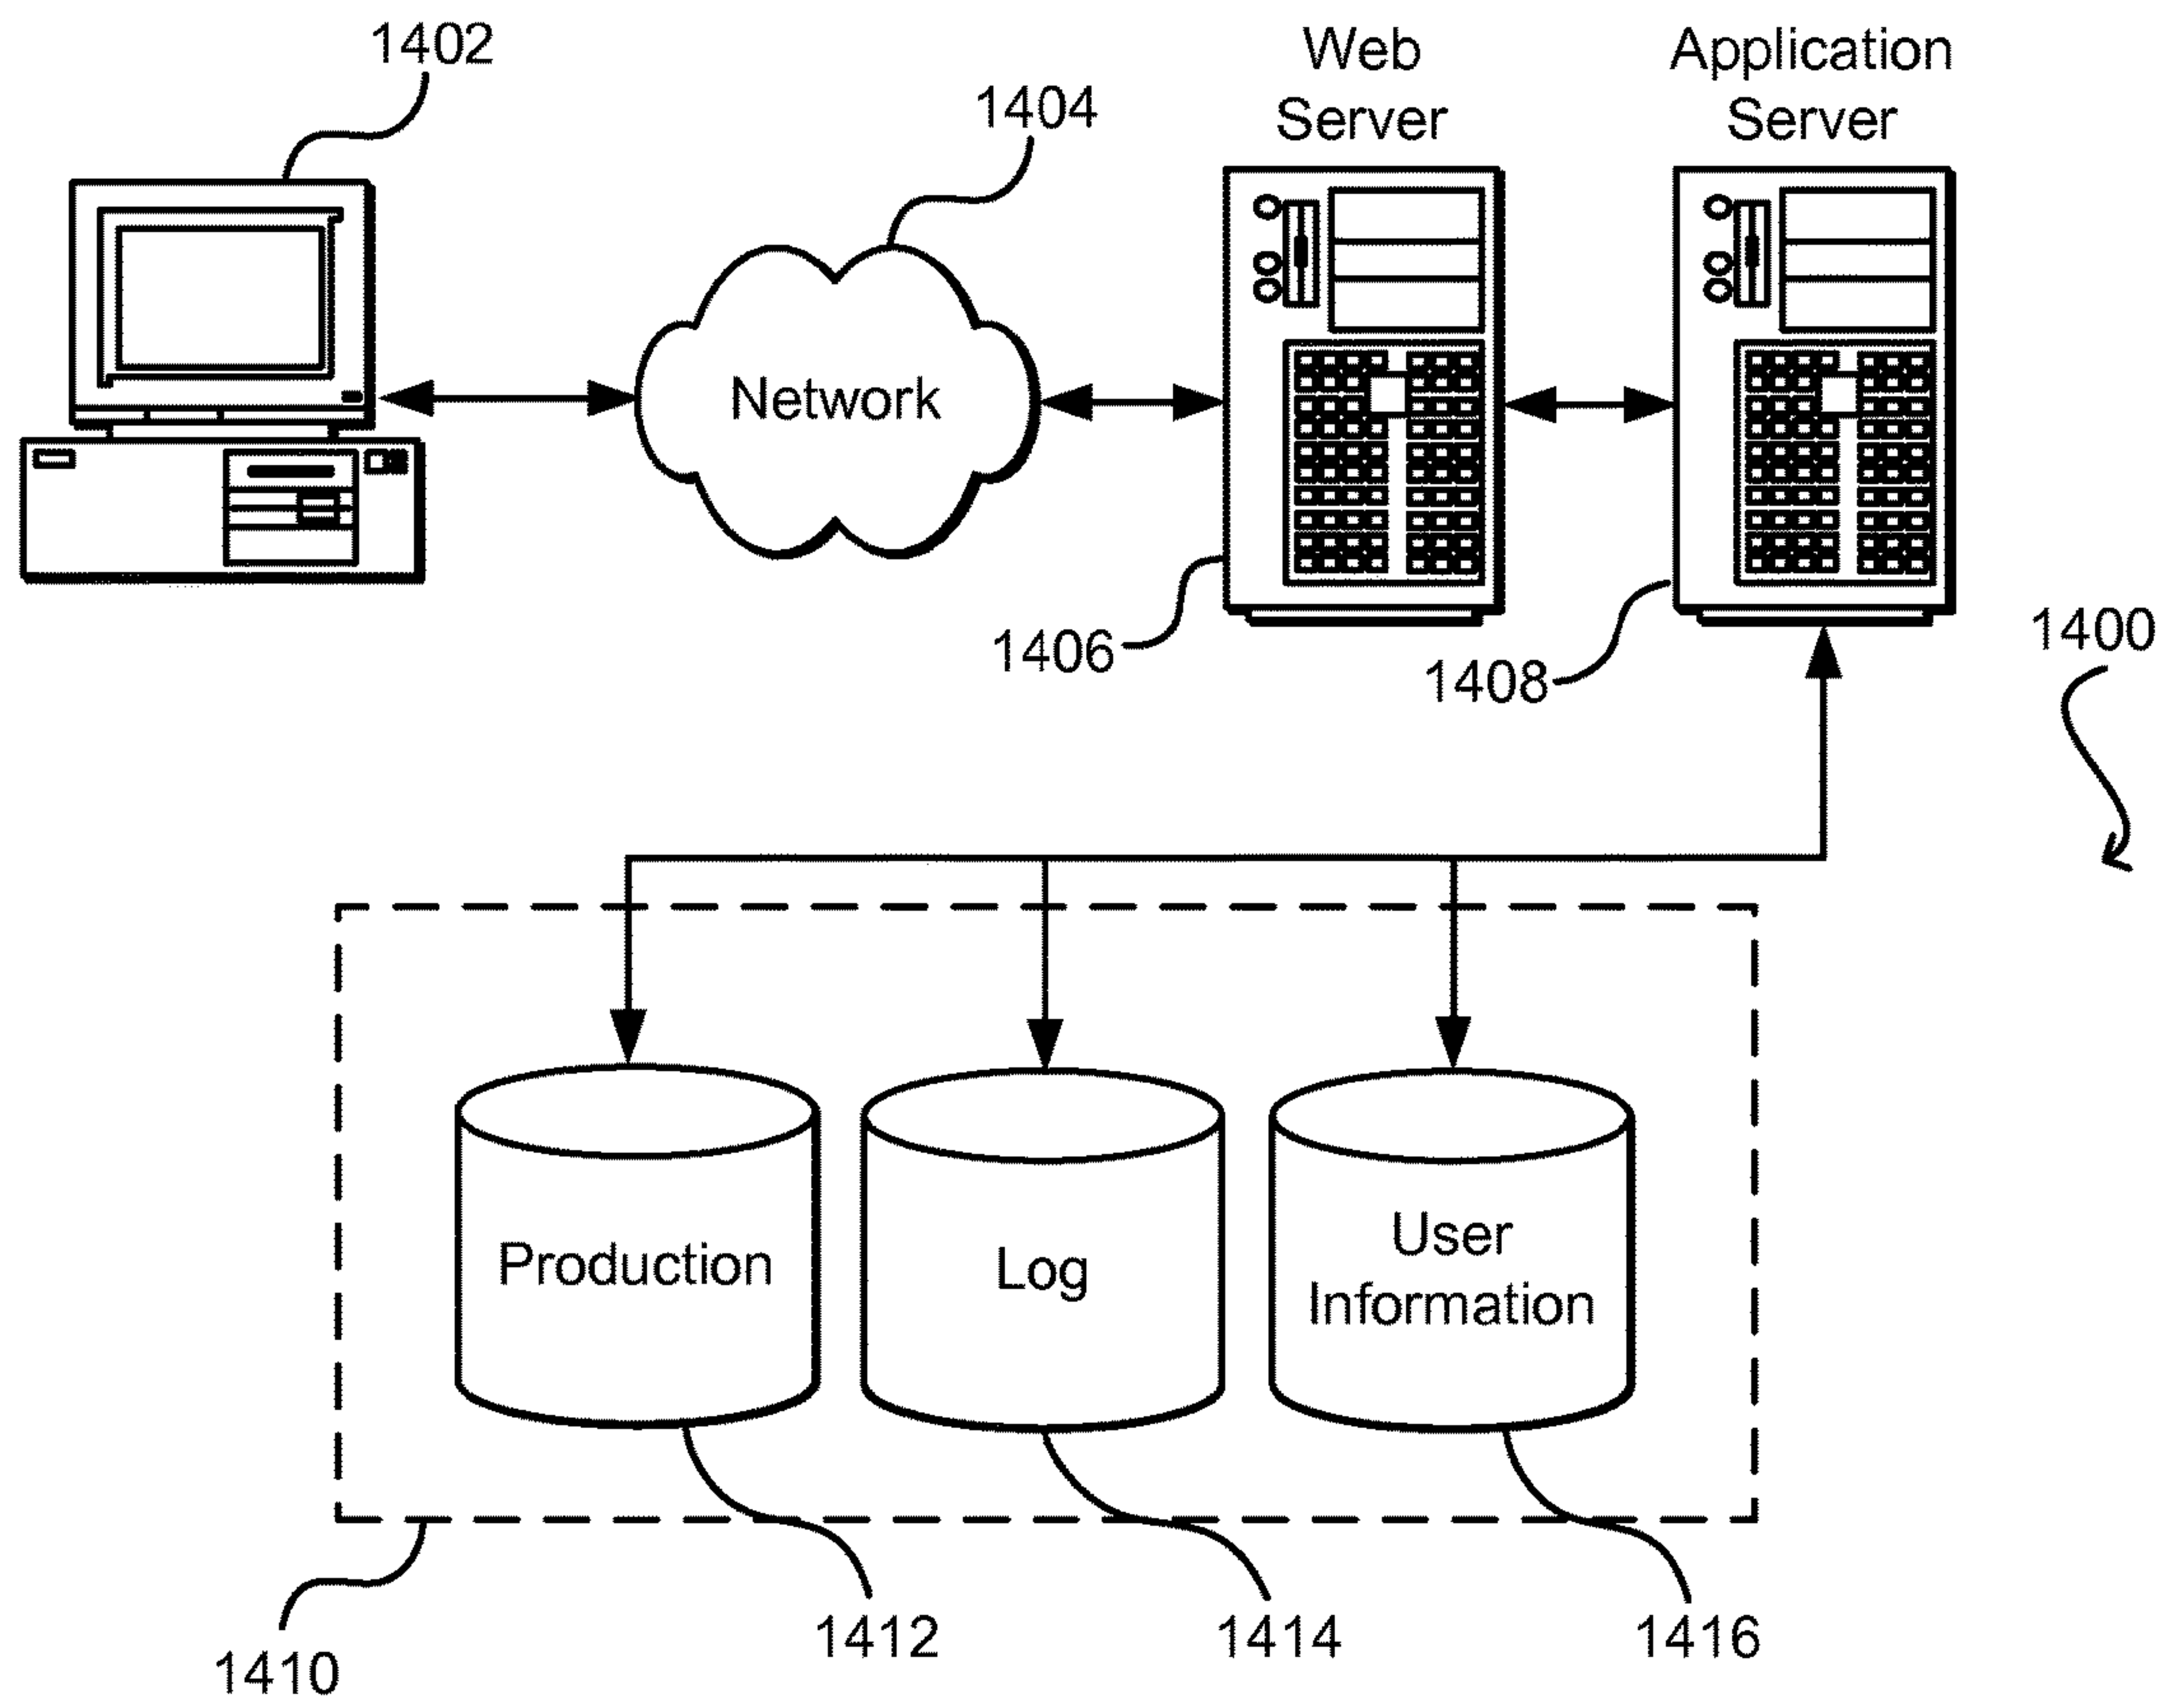 1402
1404
Web
Server
Application
Server
Network
1406
1408
1400
Production
Log
User
Information
1410
1412
1414
1416